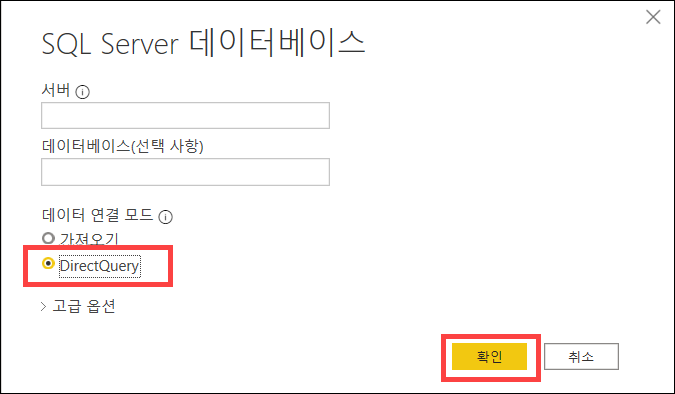 SQL Server 데이터베이스
서버
데이터베이스(선택 사항)
데이터 연결 모드
가져오기
DirectQuery
고급 옵션
확인 취소